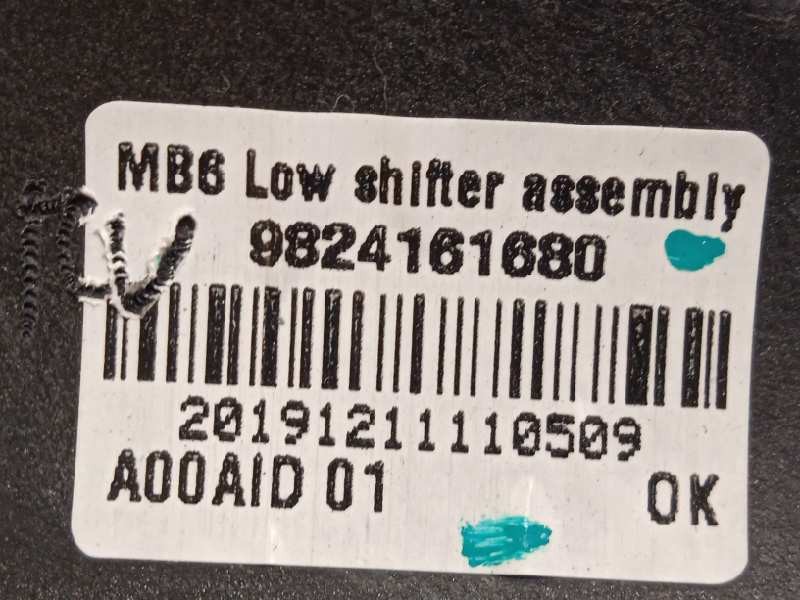 MB6 Low shifter assembly
9824161680
20191211110509
A00AID 01 OK